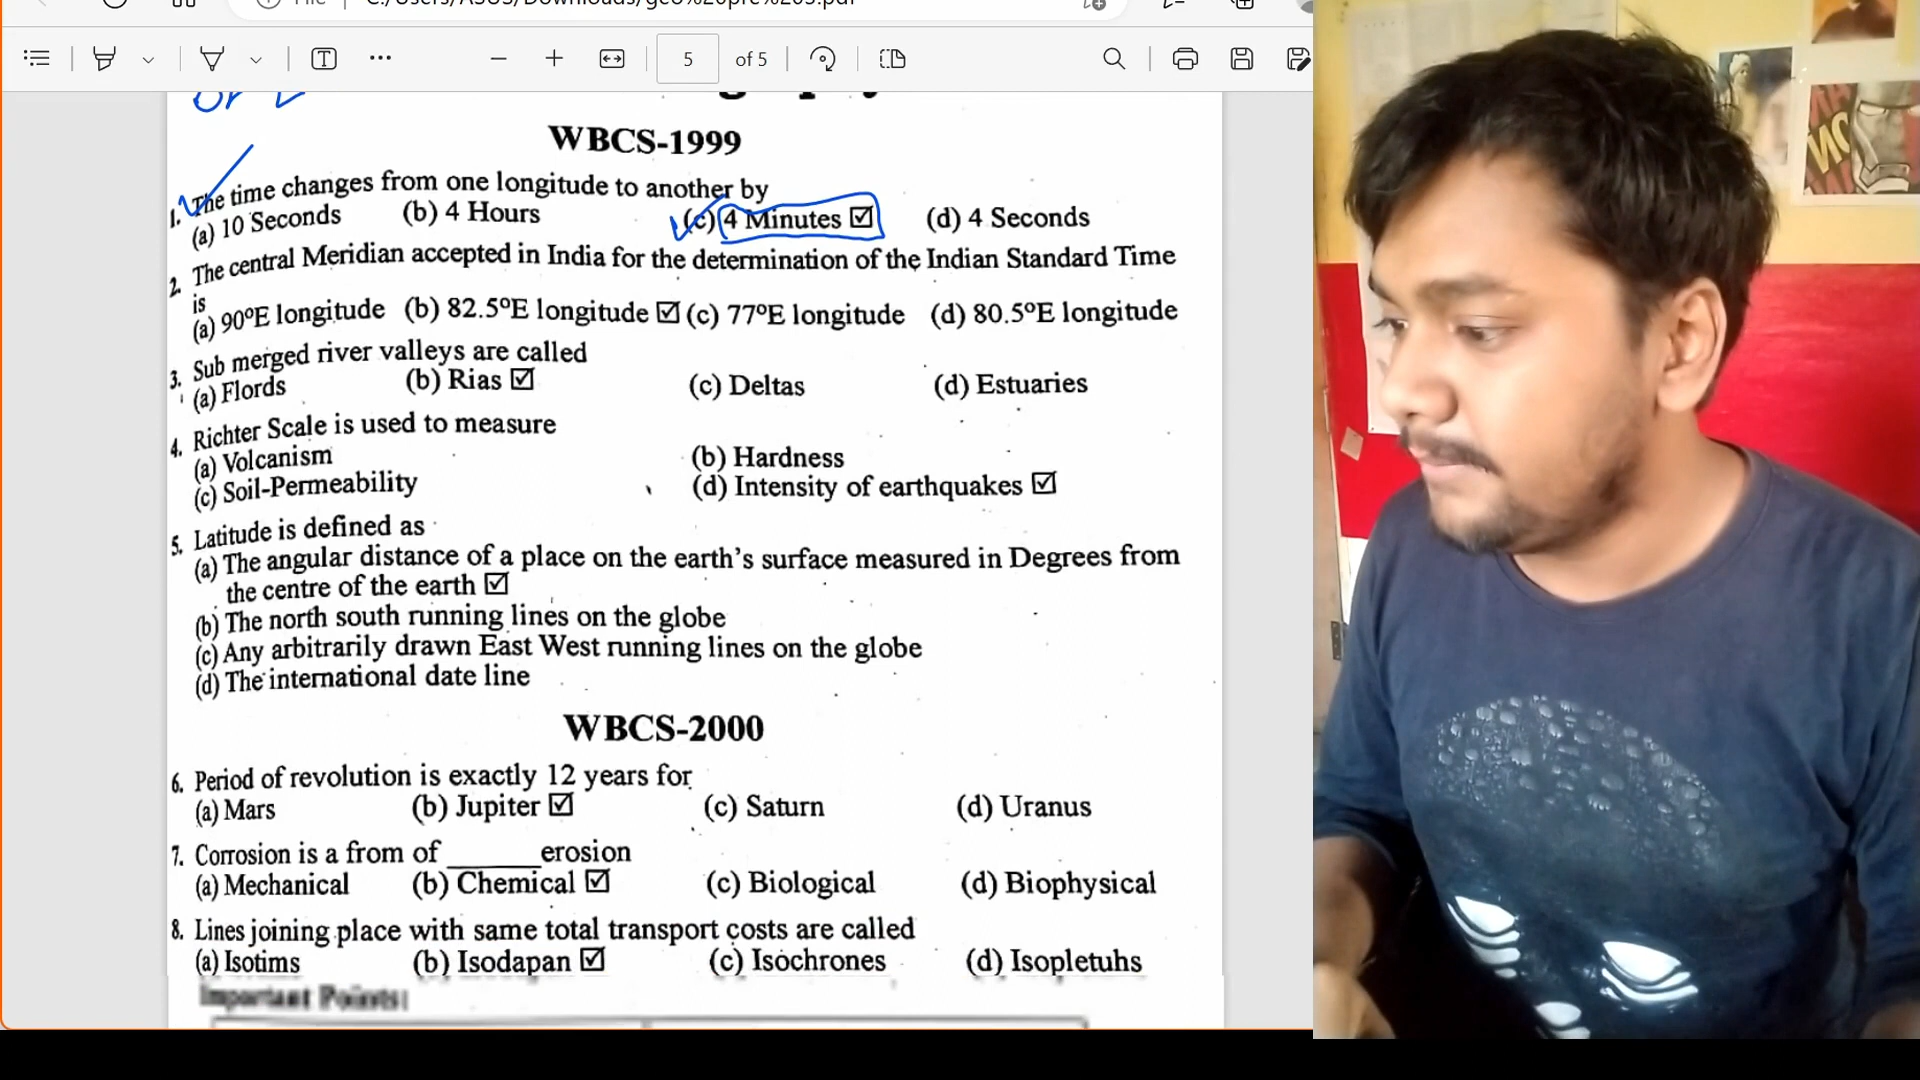 5 of 5
WBCS-1999
1. The time changes from one longitude to another by
(a) 10 Seconds (b) 4 Hours (c) 4 Minutes ☑ (d) 4 Seconds
2. The central Meridian accepted in India for the determination of the Indian Standard Time
is
(a) 90ºE longitude (b) 82.5ºE longitude ☑ (c) 77ºE longitude (d) 80.5ºE longitude
3. Sub merged river valleys are called
(a) Flords (b) Rias ☑ (c) Deltas (d) Estuaries
4. Richter Scale is used to measure
(a) Volcanism (b) Hardness
(c) Soil-Permeability (d) Intensity of earthquakes ☑
5. Latitude is defined as
(a) The angular distance of a place on the earth's surface measured in Degrees from
the centre of the earth ☑
(b) The north south running lines on the globe
(c) Any arbitrarily drawn East West running lines on the globe
(d) The international date line
WBCS-2000
6. Period of revolution is exactly 12 years for
(a) Mars (b) Jupiter ☑ (c) Saturn (d) Uranus
7. Corrosion is a from of ______ erosion
(a) Mechanical (b) Chemical ☑ (c) Biological (d) Biophysical
8. Lines joining place with same total transport costs are called
(a) Isotims (b) Isodapan ☑ (c) Isochrones (d) Isopletuhs
Important Points: